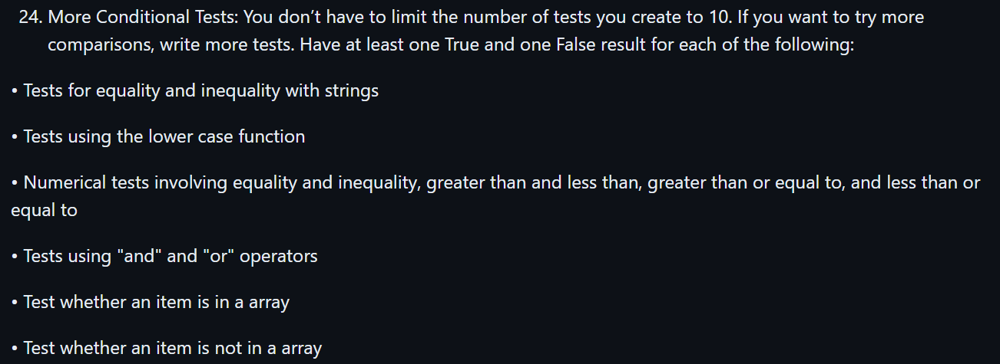 24. More Conditional Tests: You don’t have to limit the number of tests you create to 10. If you want to try more
comparisons, write more tests. Have at least one True and one False result for each of the following:
• Tests for equality and inequality with strings
• Tests using the lower case function
• Numerical tests involving equality and inequality, greater than and less than, greater than or equal to, and less than or
equal to
• Tests using "and" and "or" operators
• Test whether an item is in a array
• Test whether an item is not in a array